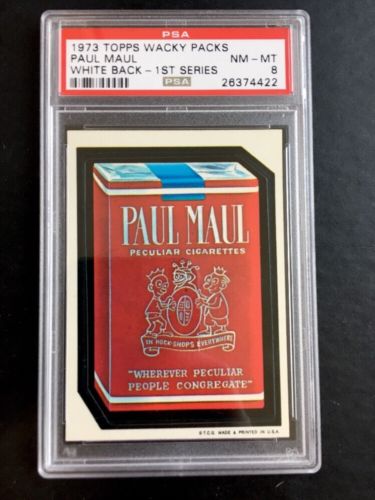 PSA
1973 TOPPS WACKY PACKS
PAUL MAUL NM - MT
WHITE BACK - 1ST SERIES 8
PSA 26374422
PAUL MAUL
PECULIAR CIGARETTES
IN HOCK-SHOPS EVERYWHERE
"WHEREVER PECULIAR
PEOPLE CONGREGATE"
©T.C.G. MADE & PRINTED IN U.S.A.